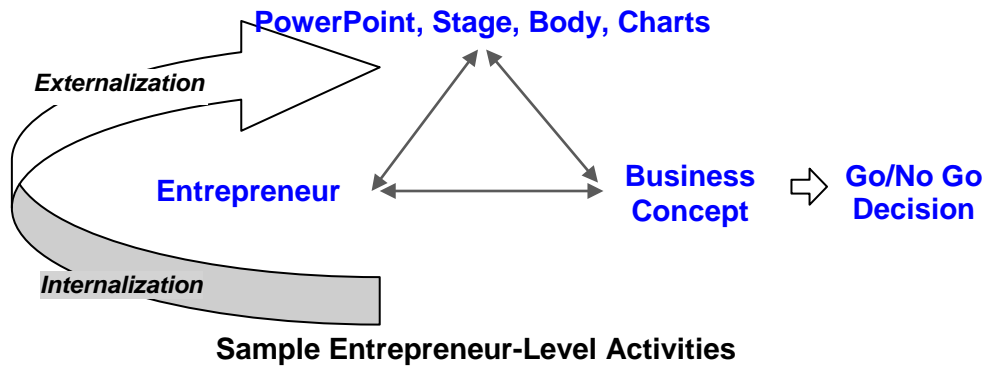 PowerPoint, Stage, Body, Charts
Externalization
Entrepreneur
Business
Concept
Go/No Go
Decision
Internalization
Sample Entrepreneur-Level Activities